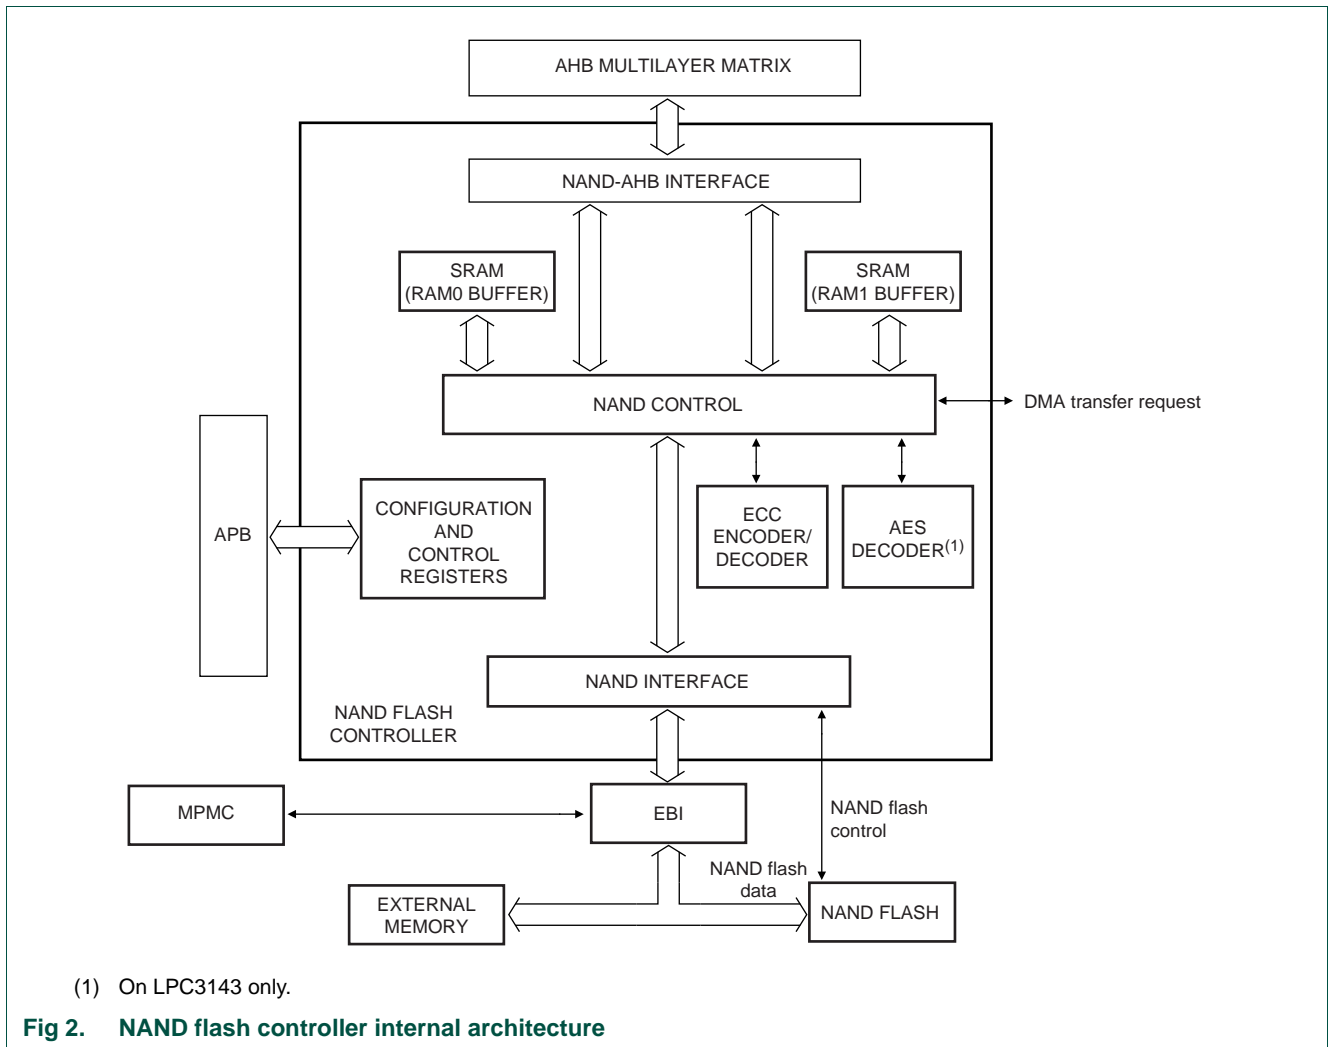 AHB MULTILAYER MATRIX
NAND-AHB INTERFACE
SRAM
(RAM0 BUFFER)
SRAM
(RAM1 BUFFER)
NAND CONTROL
DMA transfer request
APB
CONFIGURATION
AND
CONTROL
REGISTERS
ECC
ENCODER/
DECODER
AES
DECODER(1)
NAND INTERFACE
NAND FLASH
CONTROLLER
MPMC
EBI
NAND flash
control
NAND flash
data
EXTERNAL
MEMORY
NAND FLASH
(1) On LPC3143 only.
Fig 2. NAND flash controller internal architecture